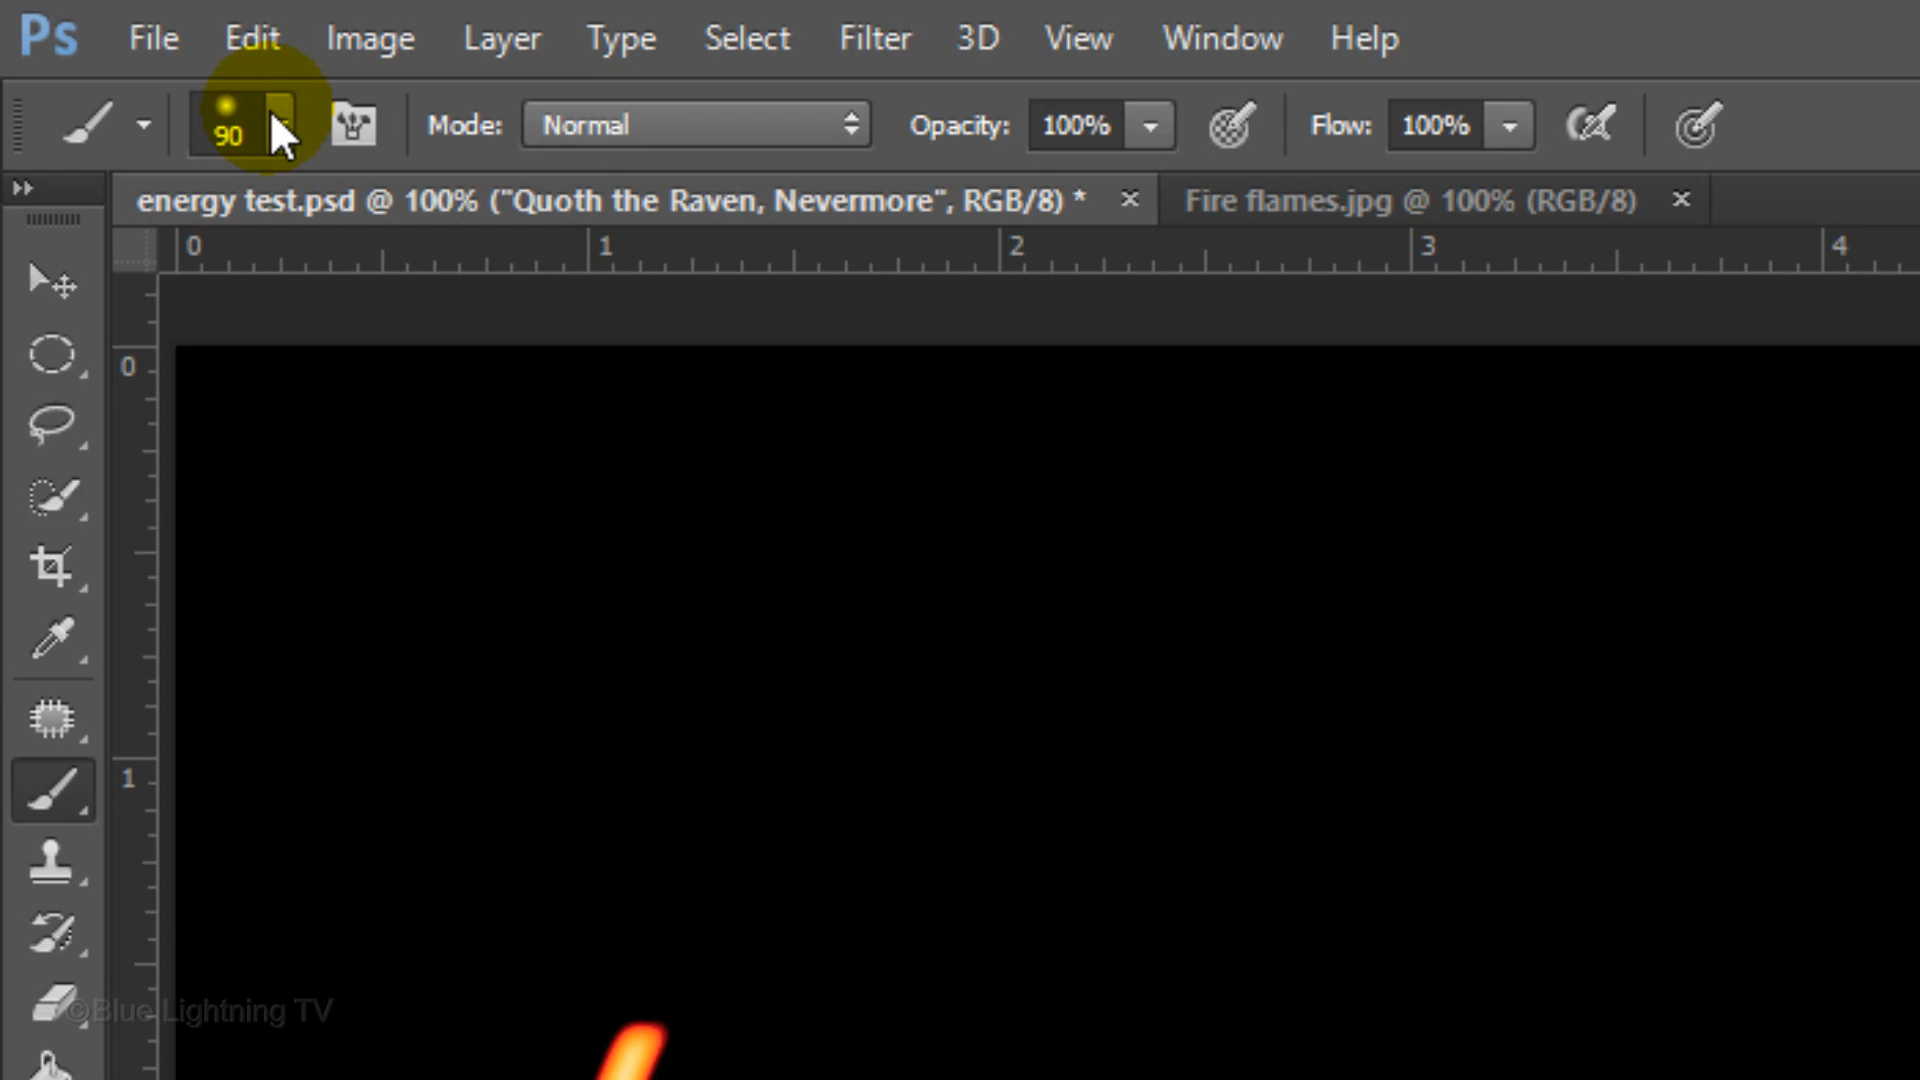 Ps File Edit Image Layer Type Select Filter 3D View Window Help
90 Mode: Normal Opacity: 100% Flow: 100%
energy test.psd @ 100% ("Quoth the Raven, Nevermore", RGB/8) * × Fire flames.jpg @ 100% (RGB/8) ×
0 1 2 3 4
0
1
©Blue Lightning TV